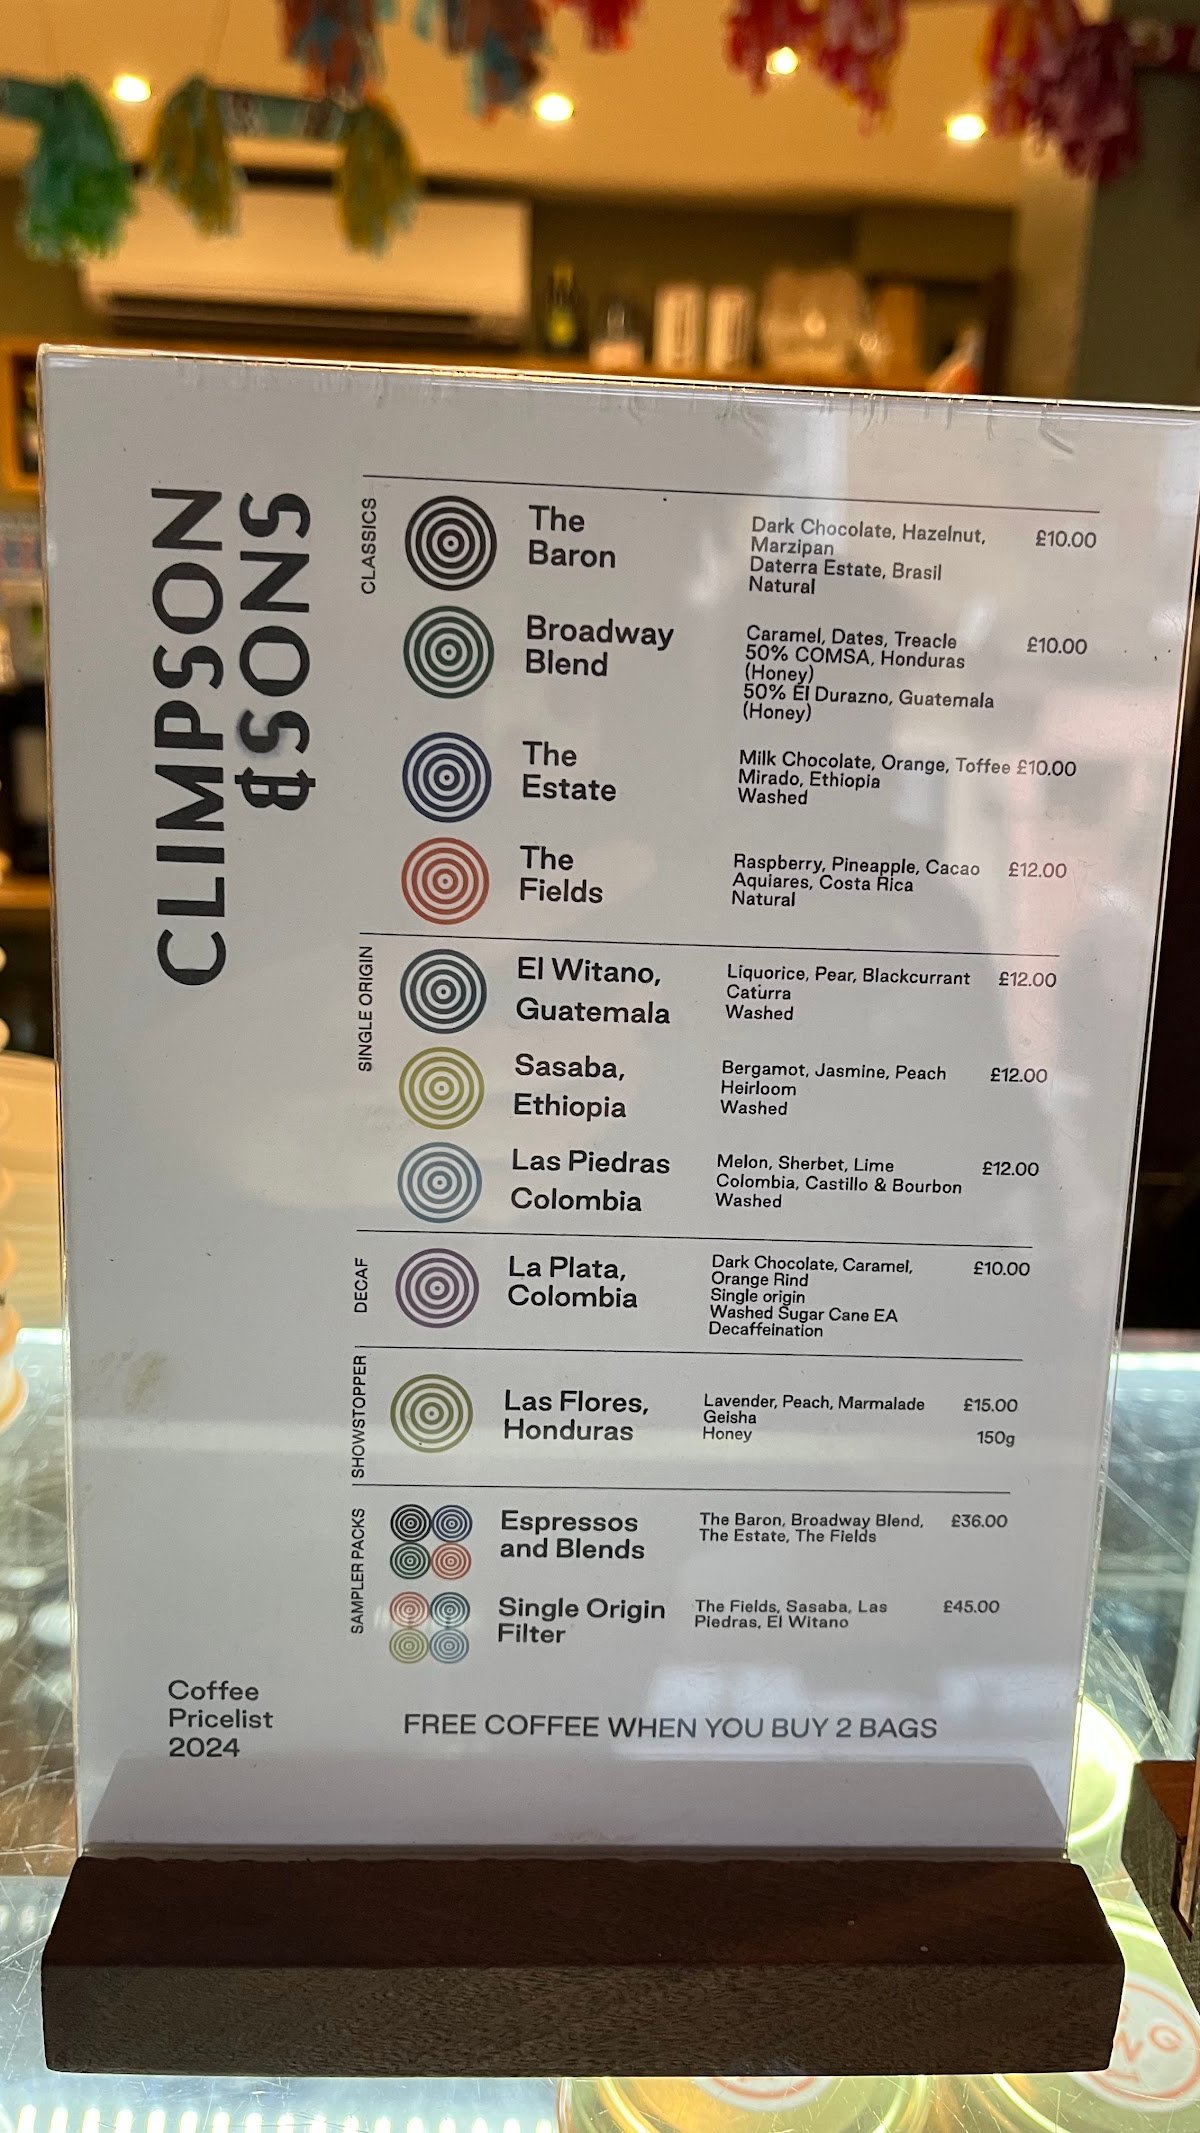 CLIMPSON
& SONS
CLASSICS
The
Baron
Dark Chocolate, Hazelnut,
Marzipan
Daterra Estate, Brasil
Natural
£10.00
Broadway
Blend
Caramel, Dates, Treacle
50% COMSA, Honduras
(Honey)
50% El Durazno, Guatemala
(Honey)
£10.00
The
Estate
Milk Chocolate, Orange, Toffee £10.00
Mirado, Ethiopia
Washed
The
Fields
Raspberry, Pineapple, Cacao
Aquiares, Costa Rica
Natural
£12.00
SINGLE ORIGIN
El Witano,
Guatemala
Liquorice, Pear, Blackcurrant
Caturra
Washed
£12.00
Sasaba,
Ethiopia
Bergamot, Jasmine, Peach
Heirloom
Washed
£12.00
Las Piedras
Colombia
Melon, Sherbet, Lime
Colombia, Castillo & Bourbon
Washed
£12.00
DECAF
La Plata,
Colombia
Dark Chocolate, Caramel,
Orange Rind
Single origin
Washed Sugar Cane EA
Decaffeination
£10.00
SHOWSTOPPER
Las Flores,
Honduras
Lavender, Peach, Marmalade
Geisha
Honey
£15.00
150g
SAMPLER PACKS
Espressos
and Blends
The Baron, Broadway Blend,
The Estate, The Fields
£36.00
Single Origin
Filter
The Fields, Sasaba, Las
Piedras, El Witano
£45.00
Coffee
Pricelist
2024
FREE COFFEE WHEN YOU BUY 2 BAGS